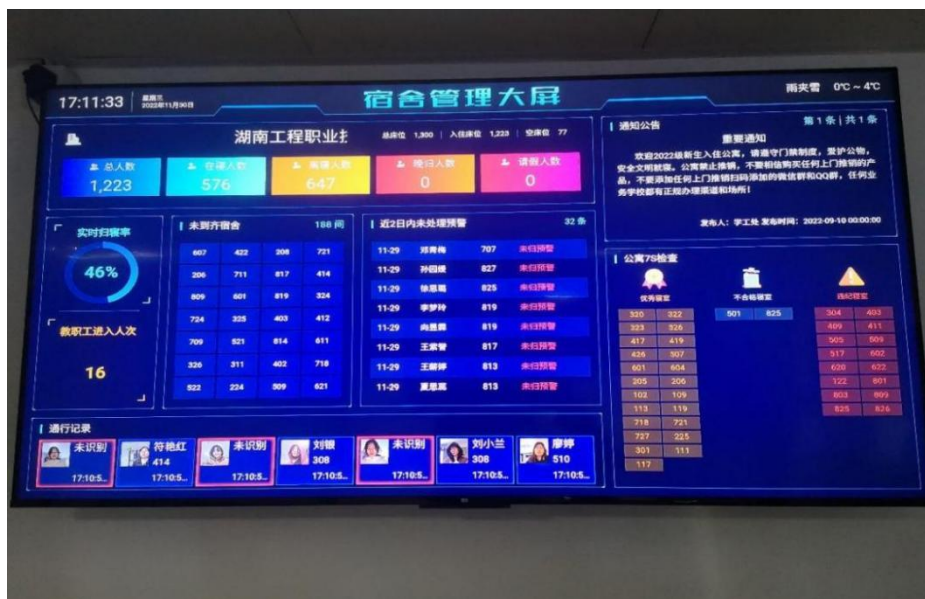 17:11:33
星期三
2022年11月30日
宿舍管理大屏
雨夹雪 0℃ ~ 4℃
湖南工程职业技
总床位 1,300 | 入住床位 1,223 | 空床位 77
总人数
1,223
在寝人数
576
离寝人数
647
晚归人数
0
请假人数
0
实时归寝率
46%
教职工进入人次
16
未到齐宿舍 188 间
607 422 208 721
206 711 817 414
809 601 819 324
724 325 403 412
709 521 814 611
326 311 402 718
522 224 509 621
近2日内未处理预警 32 条
11-29 707 未归预警
11-29 827 未归预警
11-29 825 未归预警
11-29 李梦玲 819 未归预警
11-29 819 未归预警
11-29 817 未归预警
11-29 813 未归预警
11-29 813 未归预警
通知公告 第 1 条 | 共 1 条
重要通知
欢迎2022级新生入住公寓，请遵守门禁制度，爱护公物，
安全文明就寝。公寓禁止推销，不要相信购买任何上门推销的产
品，不要添加任何上门推销扫码添加的微信群和QQ群，任何业
务学校都有正规办理渠道和场所！
发布人：学工处 发布时间：2022-09-10 00:00:00
公寓7S检查
优秀寝室
320 322
323 526
417 419
426 507
601 604
205 206
102 109
113 119
718 721
727 225
301 111
117
不合格寝室
501 825
违纪寝室
304 403
409 411
505 509
517 602
620 622
122 801
803 809
825 826
通行记录
未识别
17:10:5...
符艳红
414
17:10:5...
未识别
17:10:5...
刘银
308
17:10:5...
未识别
17:10:5...
刘小兰
308
17:10:5...
廖婷
510
17:10:5...